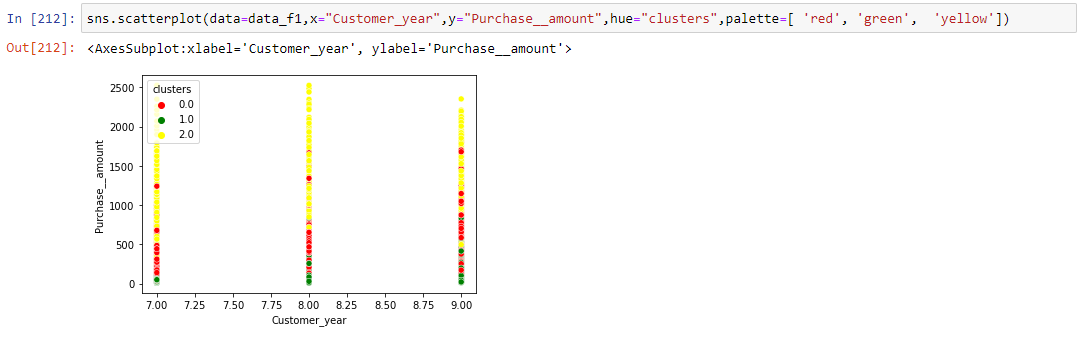 In [212]: sns.scatterplot(data=data_f1,x="Customer_year",y="Purchase__amount",hue="clusters",palette=[ 'red', 'green',  'yellow'])
Out[212]: <AxesSubplot:xlabel='Customer_year', ylabel='Purchase__amount'>
clusters
0.0
1.0
2.0
2500
2000
1500
1000
500
0
Purchase__amount
7.00 7.25 7.50 7.75 8.00 8.25 8.50 8.75 9.00
Customer_year